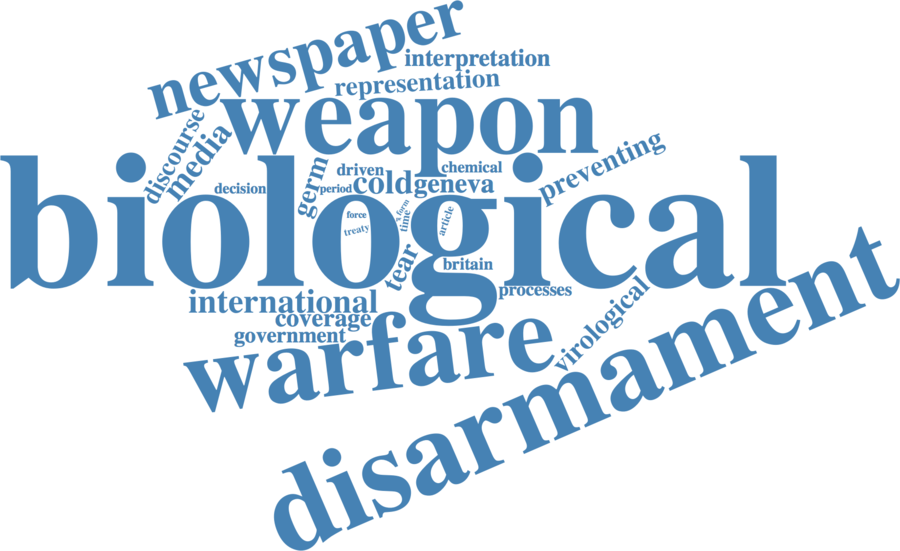 newspaper
interpretation
representation
weapon
discourse
media
preventing
biological
germ
driven
chemical
decision
period
cold
geneva
force
treaty
form
time
article
tear
britain
processes
international
coverage
government
virological
warfare
disarmament